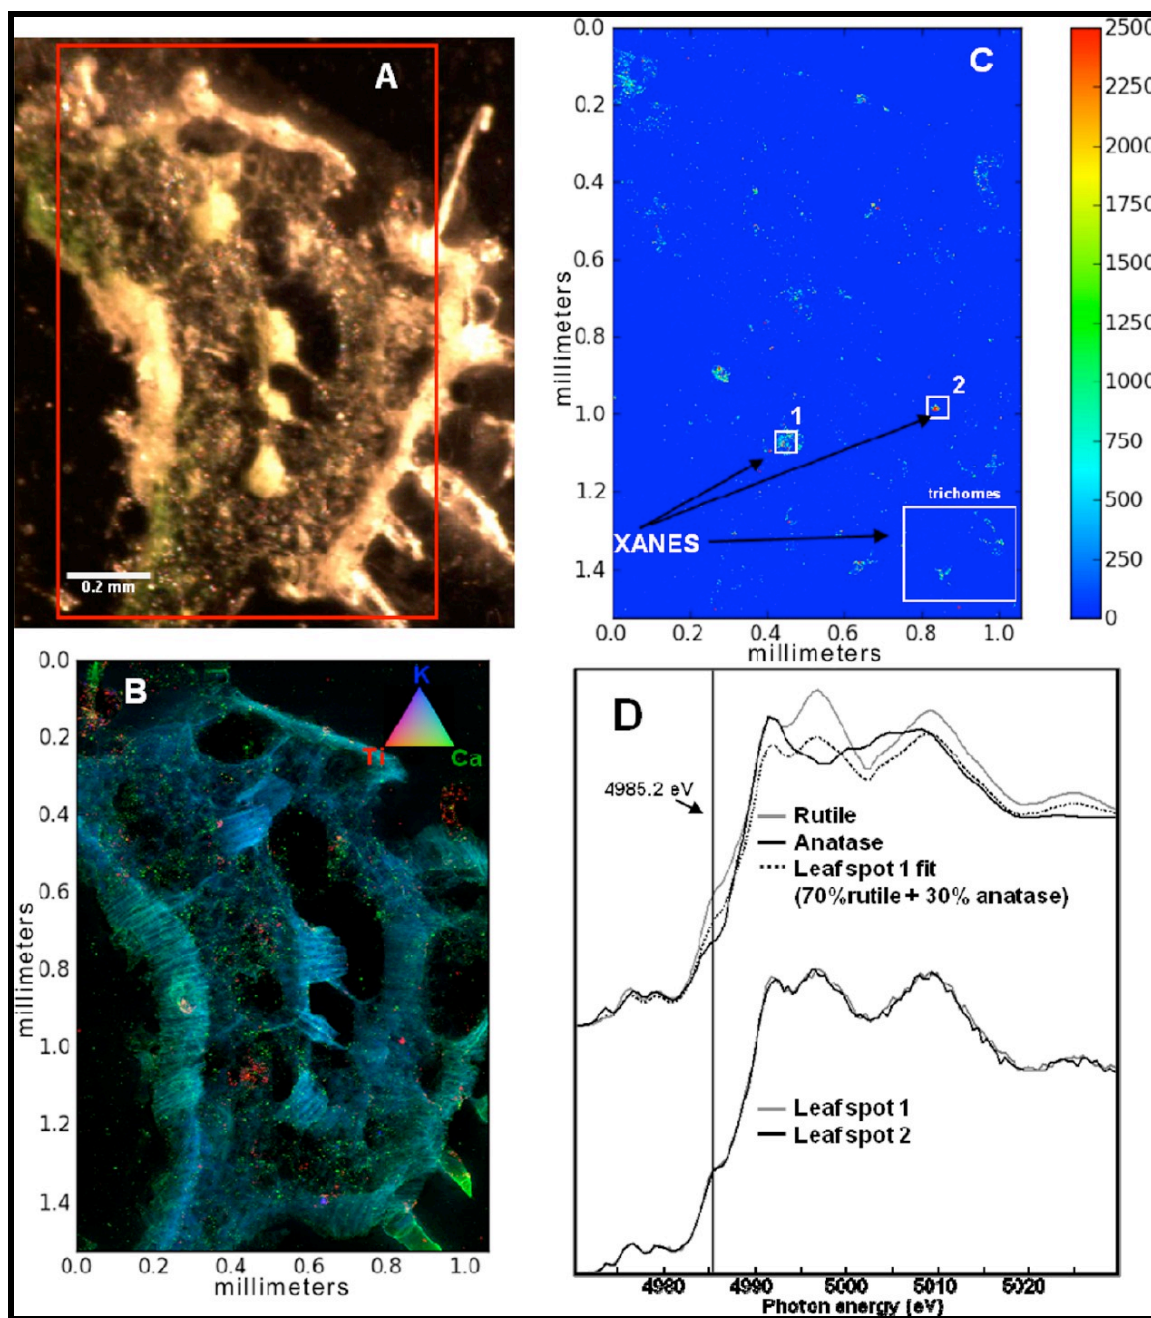 A
0.2 mm
C
0.0
0.2
0.4
0.6
0.8
1.0
1.2
1.4
millimeters
1
2
trichomes
XANES
0.0
0.2
0.4
0.6
0.8
1.0
millimeters
2500
2250
2000
1750
1500
1250
1000
750
500
250
0
B
K
Ti
Ca
0.0
0.2
0.4
0.6
0.8
1.0
1.2
1.4
millimeters
0.0
0.2
0.4
0.6
0.8
1.0
millimeters
D
4985.2 eV
Rutile
Anatase
Leaf spot 1 fit
(70%rutile + 30% anatase)
Leaf spot 1
Leaf spot 2
4980
4990
5000
5010
5020
Photon energy (eV)